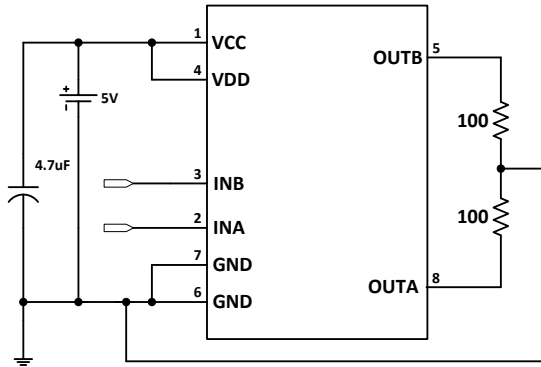 1 VCC
OUTB 5
4 VDD
+
5V
-
100
4.7uF
3 INB
2 INA
100
7 GND
OUTA 8
6 GND